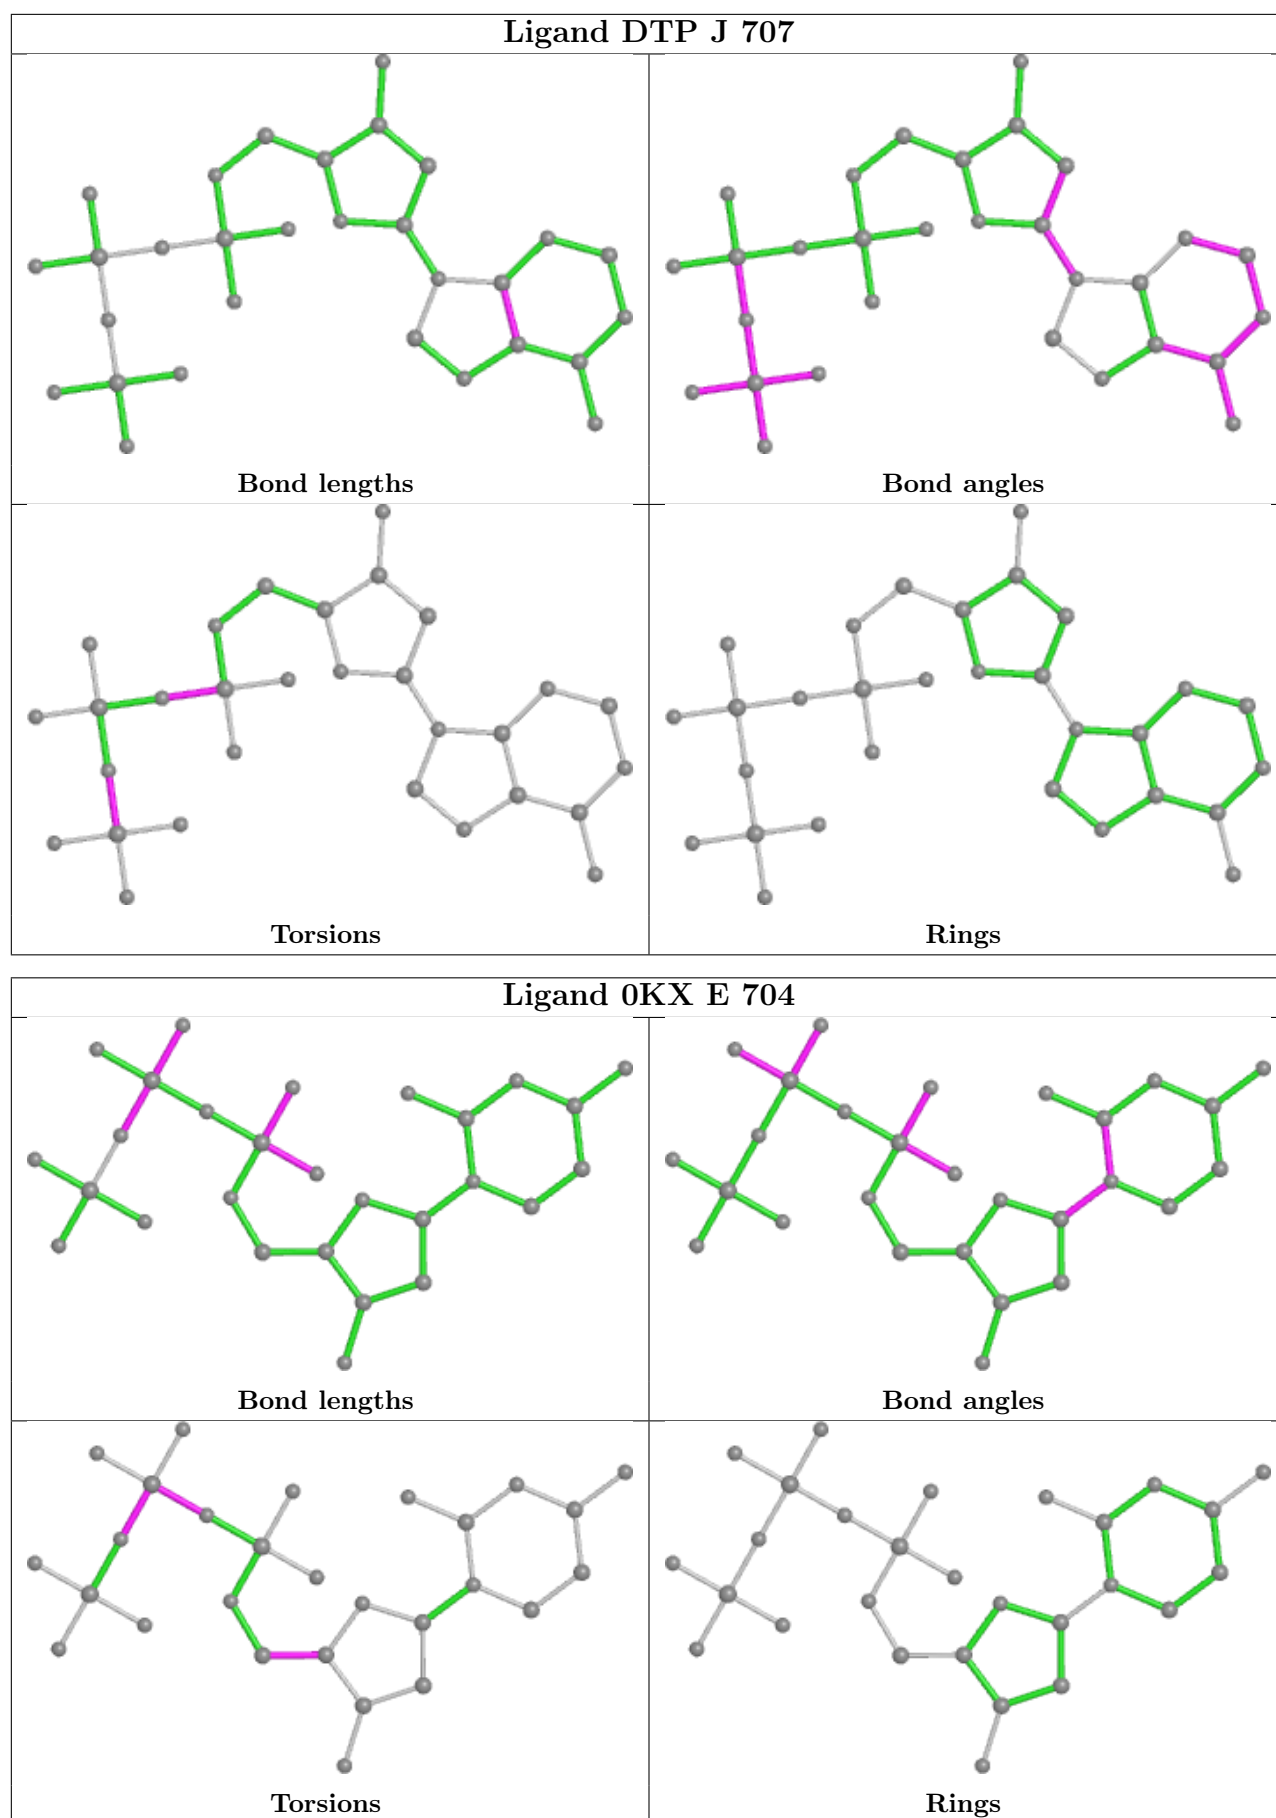 Ligand DTP J 707
Bond lengths
Bond angles
Torsions
Rings
Ligand 0KX E 704
Bond lengths
Bond angles
Torsions
Rings